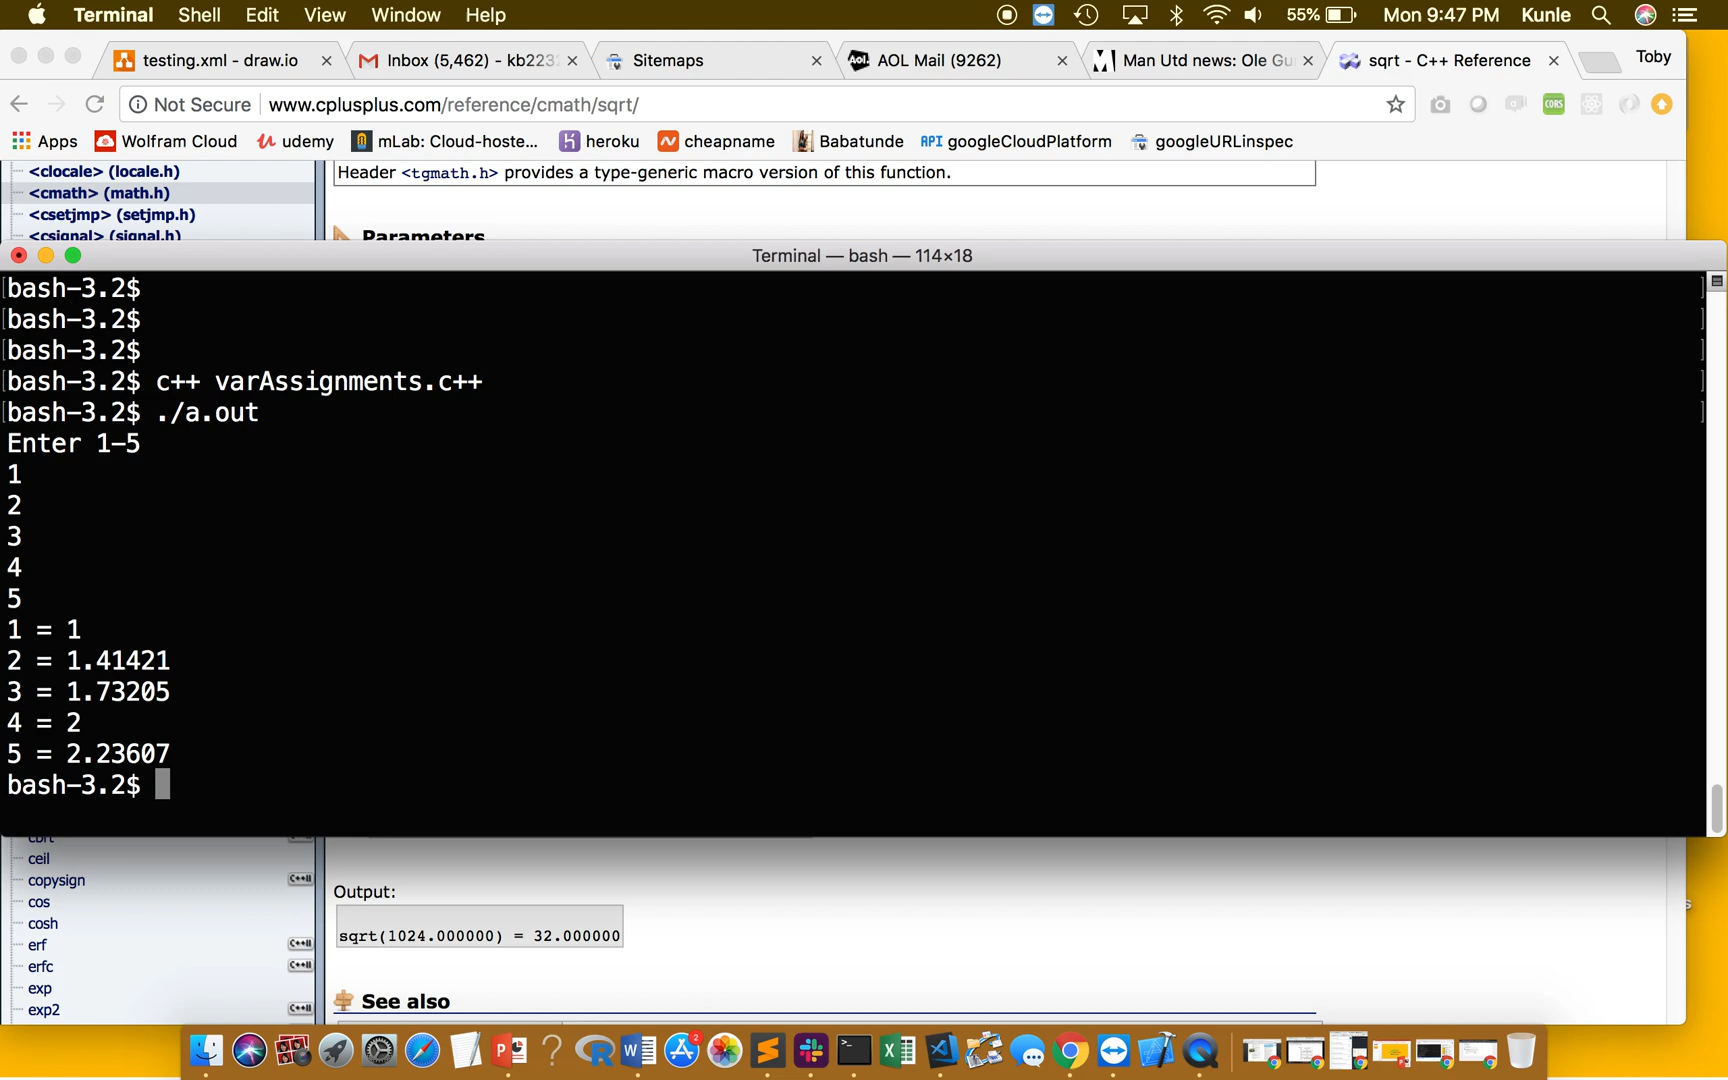 Terminal Shell Edit View Window Help 55% Mon 9:47 PM Kunle
testing.xml - draw.io Inbox (5,462) - kb223 Sitemaps AOL Mail (9262) Man Utd news: Ole Gu sqrt - C++ Reference Toby
Not Secure www.cplusplus.com/reference/cmath/sqrt/ CORS
Apps Wolfram Cloud udemy mLab: Cloud-hoste... heroku cheapname Babatunde API googleCloudPlatform googleURLinspec
<clocale> (locale.h)
<cmath> (math.h)
<csetjmp> (setjmp.h)
<csignal> (signal.h)
Header <tgmath.h> provides a type-generic macro version of this function.
Parameters
Terminal — bash — 114×18
bash-3.2$
bash-3.2$
bash-3.2$
bash-3.2$ c++ varAssignments.c++
bash-3.2$ ./a.out
Enter 1-5
1
2
3
4
5
1 = 1
2 = 1.41421
3 = 1.73205
4 = 2
5 = 2.23607
bash-3.2$
cbrt
ceil
copysign
cos
cosh
erf
erfc
exp
exp2
Output:
sqrt(1024.000000) = 32.000000
See also